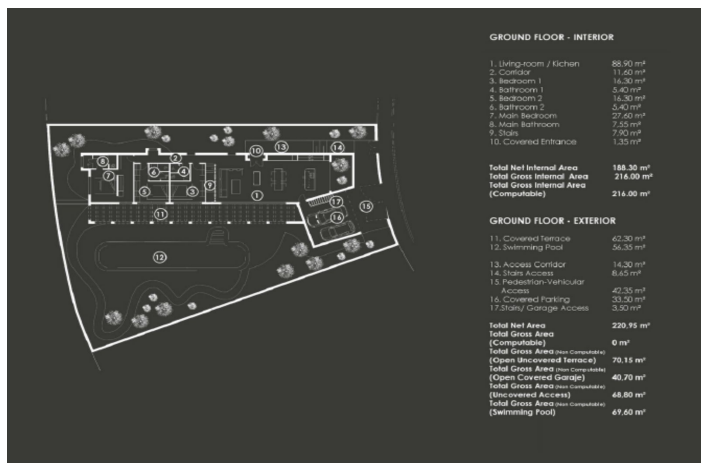 GROUND FLOOR - INTERIOR
1. Living-room / Kichen 88.90 m²
2. Corridor 11.60 m²
3. Bedroom 1 16.30 m²
4. Bathroom 1 5.40 m²
5. Bedroom 2 16.30 m²
6. Bathroom 2 5.40 m²
7. Main Bedroom 27.60 m²
8. Main Bathroom 7.55 m²
9. Stairs 7.90 m²
10. Covered Entrance 1.35 m²
Total Net Internal Area 188.30 m²
Total Gross Internal Area 216.00 m²
Total Gross Internal Area
(Computable) 216.00 m²
GROUND FLOOR - EXTERIOR
11. Covered Terrace 62,30 m²
12. Swimming Pool 56,35 m²
13. Access Corridor 14,30 m²
14. Stairs Access 8,65 m²
15. Pedestrian-Vehicular
Access 42,35 m²
16. Covered Parking 33,50 m²
17.Stairs/ Garage Access 3,50 m²
Total Net Area 220,95 m²
Total Gross Area
(Computable) 0 m²
Total Gross Area (Non Computable)
(Open Uncovered Terrace) 70,15 m²
Total Gross Area (Non Computable)
(Open Covered Garaje) 40,70 m²
Total Gross Area (Non Computable)
(Uncovered Access) 68,80 m²
Total Gross Area (Non Computable)
(Swimming Pool) 69,60 m²
13
14
10
2
8
6
4
7
5
3
9
1
17
15
16
11
12